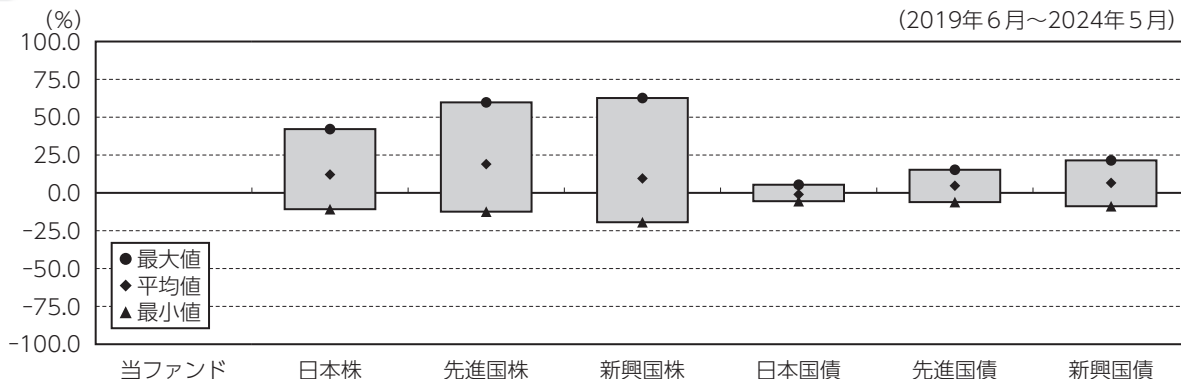 (%)
(2019年6月～2024年5月)
100.0
75.0
50.0
25.0
0.0
-25.0
-50.0
-75.0
-100.0
●最大値
◆平均値
▲最小値
当ファンド 日本株 先進国株 新興国株 日本国債 先進国債 新興国債